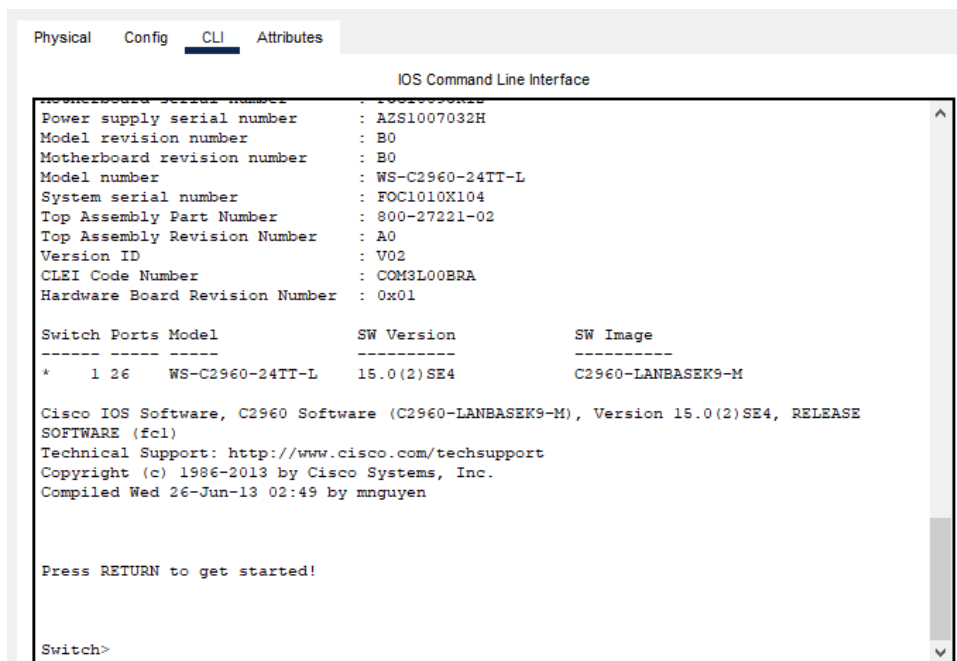 Physical Config CLI Attributes
IOS Command Line Interface
Motherboard serial number :
Power supply serial number : AZS1007032H
Model revision number : B0
Motherboard revision number : B0
Model number : WS-C2960-24TT-L
System serial number : FOC1010X104
Top Assembly Part Number : 800-27221-02
Top Assembly Revision Number : A0
Version ID : V02
CLEI Code Number : COM3L00BRA
Hardware Board Revision Number : 0x01
Switch Ports Model SW Version SW Image
------ ----- ----- ---------- ----------
* 1 26 WS-C2960-24TT-L 15.0(2)SE4 C2960-LANBASEK9-M
Cisco IOS Software, C2960 Software (C2960-LANBASEK9-M), Version 15.0(2)SE4, RELEASE
SOFTWARE (fc1)
Technical Support: http://www.cisco.com/techsupport
Copyright (c) 1986-2013 by Cisco Systems, Inc.
Compiled Wed 26-Jun-13 02:49 by mnguyen
Press RETURN to get started!
Switch>